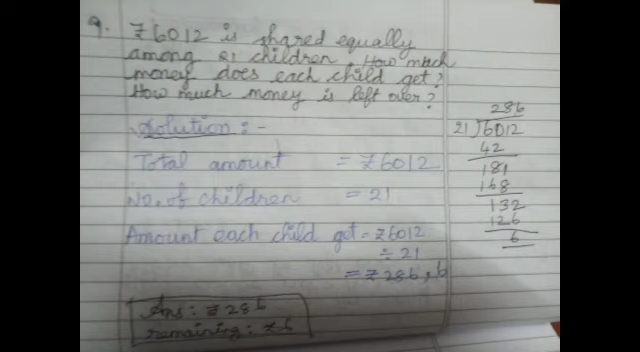 9. ₹6012 is shared equally
among 21 children. How much
money does each child get?
How much money is left over?
Solution:-
Total amount = ₹6012
No. of children = 21
Amount each child get = ₹6012
÷ 21
= ₹286, 6
Ans: ₹286
remaining: ₹6
286
21)6012
42
181
168
132
126
6